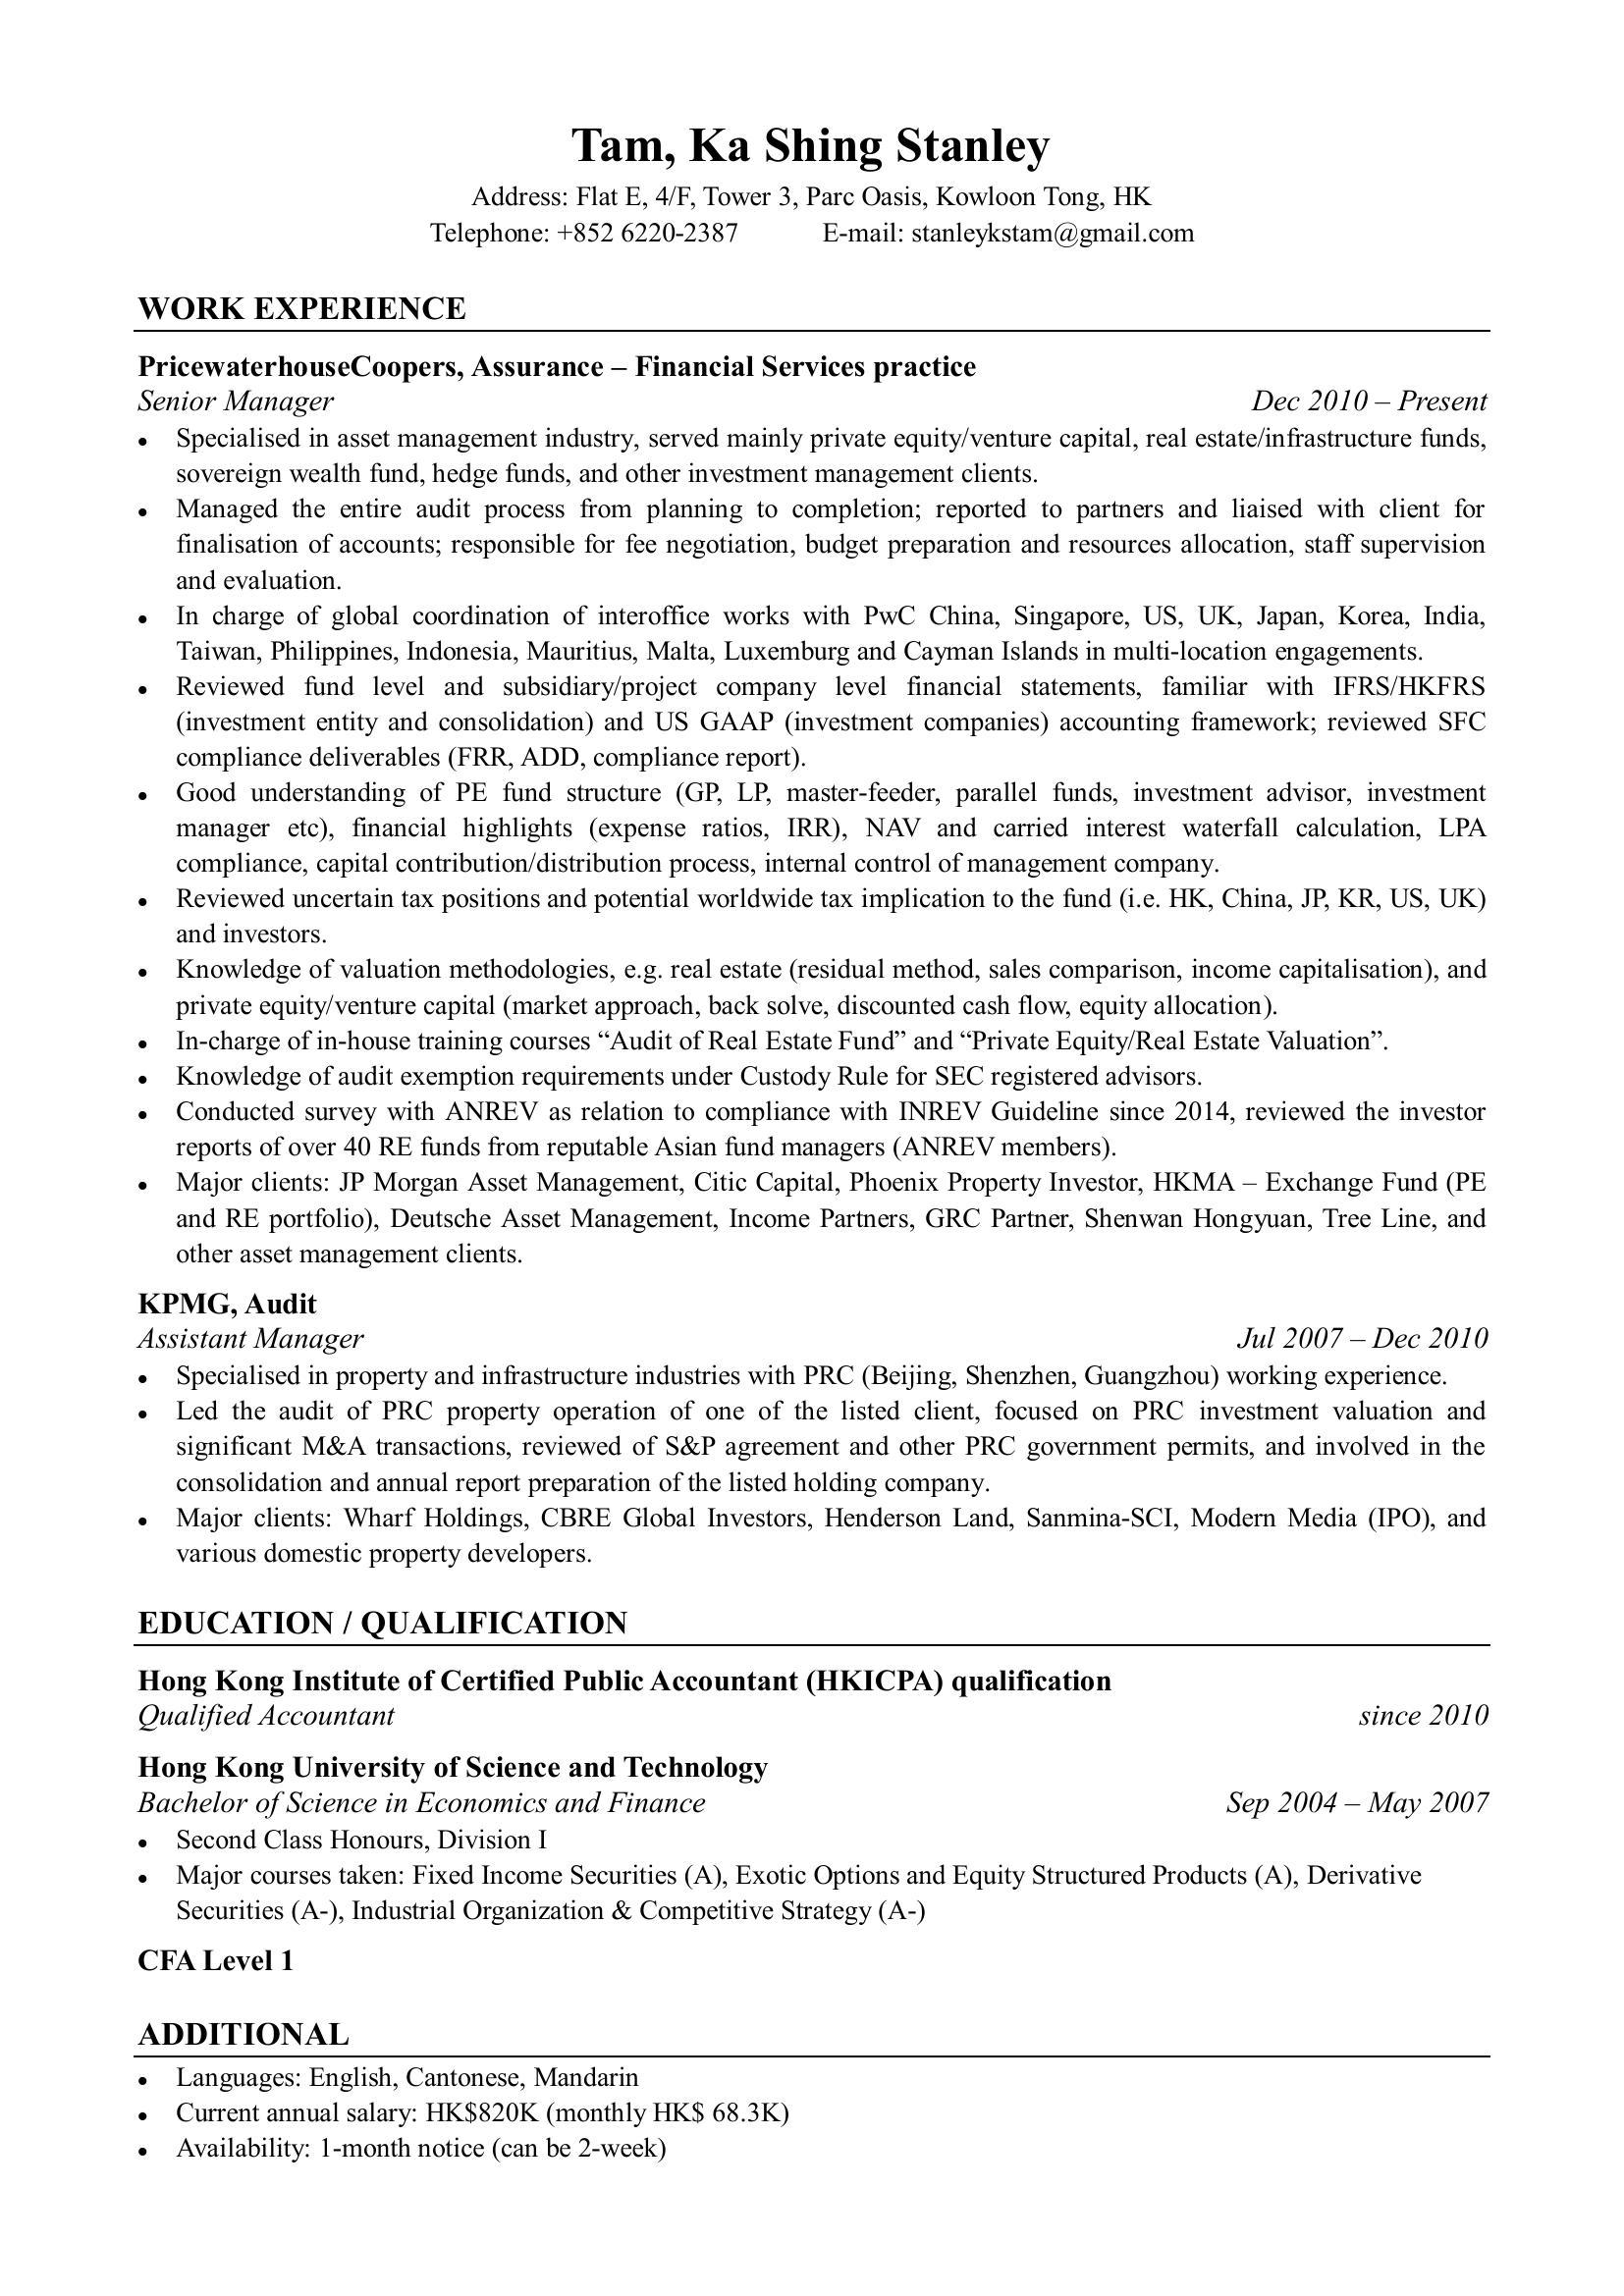 Tam, Ka Shing Stanley
Address: Flat E, 4/F, Tower 3, Parc Oasis, Kowloon Tong, HK
Telephone: +852 6220-2387 E-mail: stanleykstam@gmail.com
WORK EXPERIENCE
PricewaterhouseCoopers, Assurance – Financial Services practice
Senior Manager Dec 2010 – Present
• Specialised in asset management industry, served mainly private equity/venture capital, real estate/infrastructure funds,
sovereign wealth fund, hedge funds, and other investment management clients.
• Managed the entire audit process from planning to completion; reported to partners and liaised with client for
finalisation of accounts; responsible for fee negotiation, budget preparation and resources allocation, staff supervision
and evaluation.
• In charge of global coordination of interoffice works with PwC China, Singapore, US, UK, Japan, Korea, India,
Taiwan, Philippines, Indonesia, Mauritius, Malta, Luxemburg and Cayman Islands in multi-location engagements.
• Reviewed fund level and subsidiary/project company level financial statements, familiar with IFRS/HKFRS
(investment entity and consolidation) and US GAAP (investment companies) accounting framework; reviewed SFC
compliance deliverables (FRR, ADD, compliance report).
• Good understanding of PE fund structure (GP, LP, master-feeder, parallel funds, investment advisor, investment
manager etc), financial highlights (expense ratios, IRR), NAV and carried interest waterfall calculation, LPA
compliance, capital contribution/distribution process, internal control of management company.
• Reviewed uncertain tax positions and potential worldwide tax implication to the fund (i.e. HK, China, JP, KR, US, UK)
and investors.
• Knowledge of valuation methodologies, e.g. real estate (residual method, sales comparison, income capitalisation), and
private equity/venture capital (market approach, back solve, discounted cash flow, equity allocation).
• In-charge of in-house training courses “Audit of Real Estate Fund” and “Private Equity/Real Estate Valuation”.
• Knowledge of audit exemption requirements under Custody Rule for SEC registered advisors.
• Conducted survey with ANREV as relation to compliance with INREV Guideline since 2014, reviewed the investor
reports of over 40 RE funds from reputable Asian fund managers (ANREV members).
• Major clients: JP Morgan Asset Management, Citic Capital, Phoenix Property Investor, HKMA – Exchange Fund (PE
and RE portfolio), Deutsche Asset Management, Income Partners, GRC Partner, Shenwan Hongyuan, Tree Line, and
other asset management clients.
KPMG, Audit
Assistant Manager Jul 2007 – Dec 2010
• Specialised in property and infrastructure industries with PRC (Beijing, Shenzhen, Guangzhou) working experience.
• Led the audit of PRC property operation of one of the listed client, focused on PRC investment valuation and
significant M&A transactions, reviewed of S&P agreement and other PRC government permits, and involved in the
consolidation and annual report preparation of the listed holding company.
• Major clients: Wharf Holdings, CBRE Global Investors, Henderson Land, Sanmina-SCI, Modern Media (IPO), and
various domestic property developers.
EDUCATION / QUALIFICATION
Hong Kong Institute of Certified Public Accountant (HKICPA) qualification
Qualified Accountant since 2010
Hong Kong University of Science and Technology
Bachelor of Science in Economics and Finance Sep 2004 – May 2007
• Second Class Honours, Division I
• Major courses taken: Fixed Income Securities (A), Exotic Options and Equity Structured Products (A), Derivative
Securities (A-), Industrial Organization & Competitive Strategy (A-)
CFA Level 1
ADDITIONAL
• Languages: English, Cantonese, Mandarin
• Current annual salary: HK$820K (monthly HK$ 68.3K)
• Availability: 1-month notice (can be 2-week)